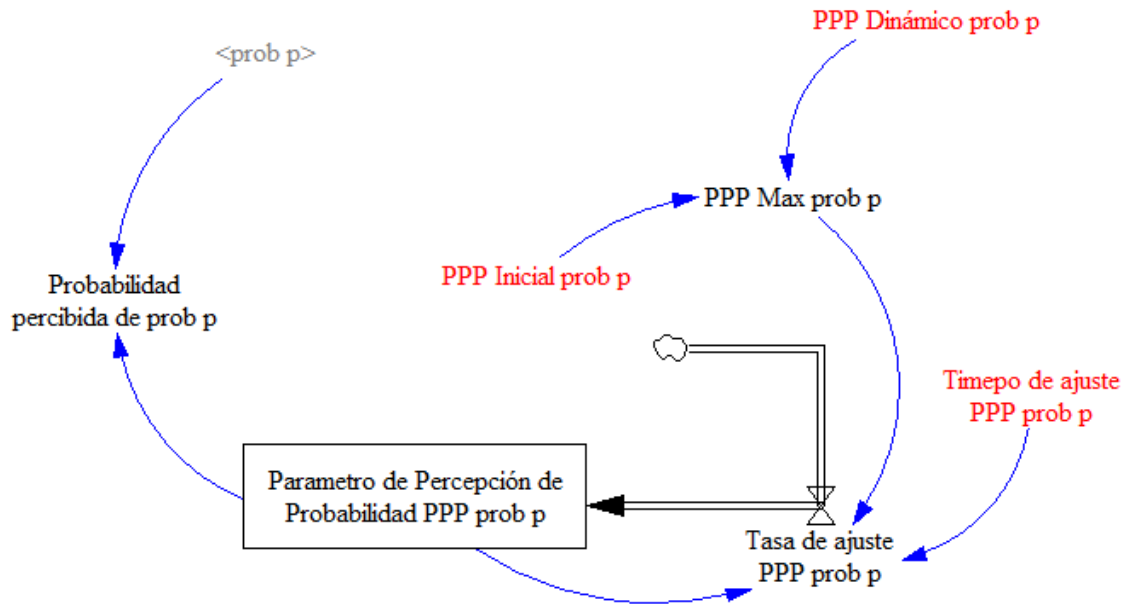 PPP Dinámico prob p
<prob p>
PPP Max prob p
PPP Inicial prob p
Probabilidad
percibida de prob p
Timepo de ajuste
PPP prob p
Parametro de Percepción de
Probabilidad PPP prob p
Tasa de ajuste
PPP prob p